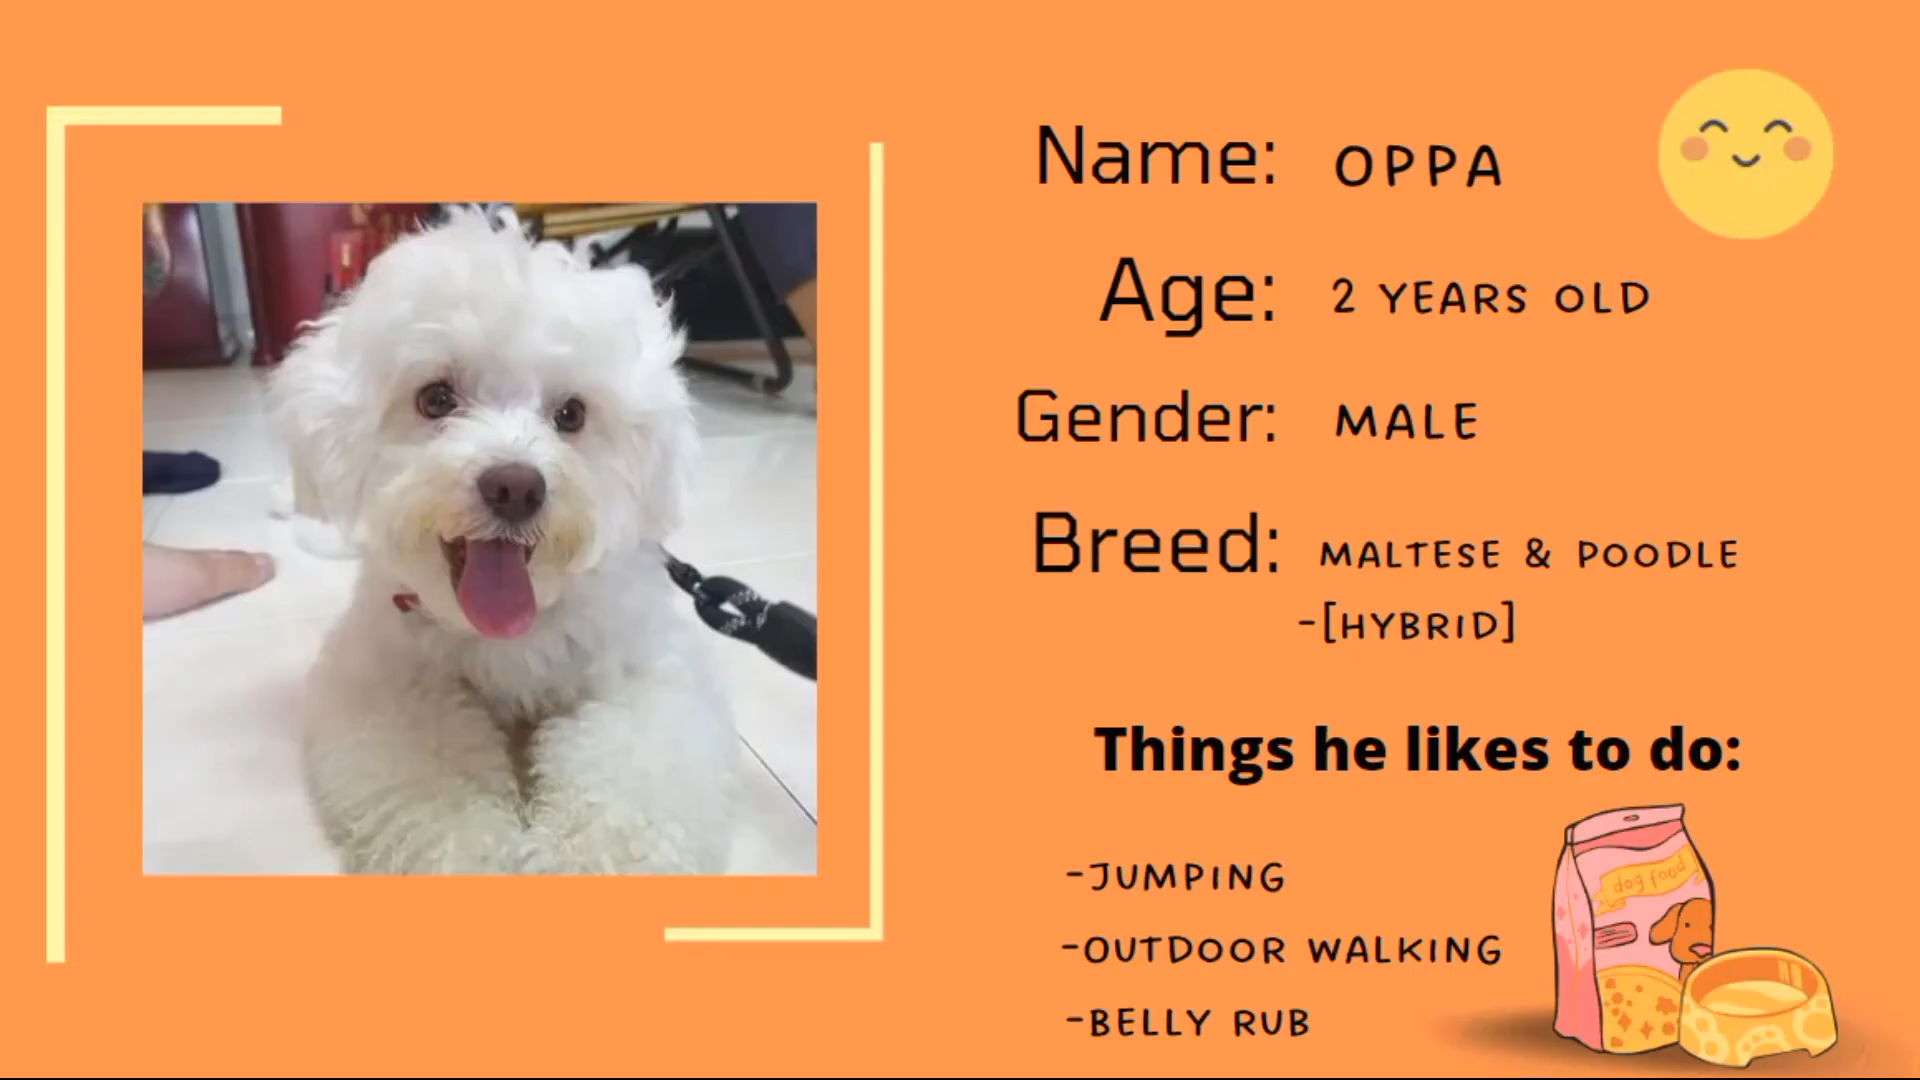 Name: OPPA
Age: 2 YEARS OLD
Gender: MALE
Breed: MALTESE & POODLE
-[HYBRID]
Things he likes to do:
-JUMPING
-OUTDOOR WALKING
-BELLY RUB
dog food